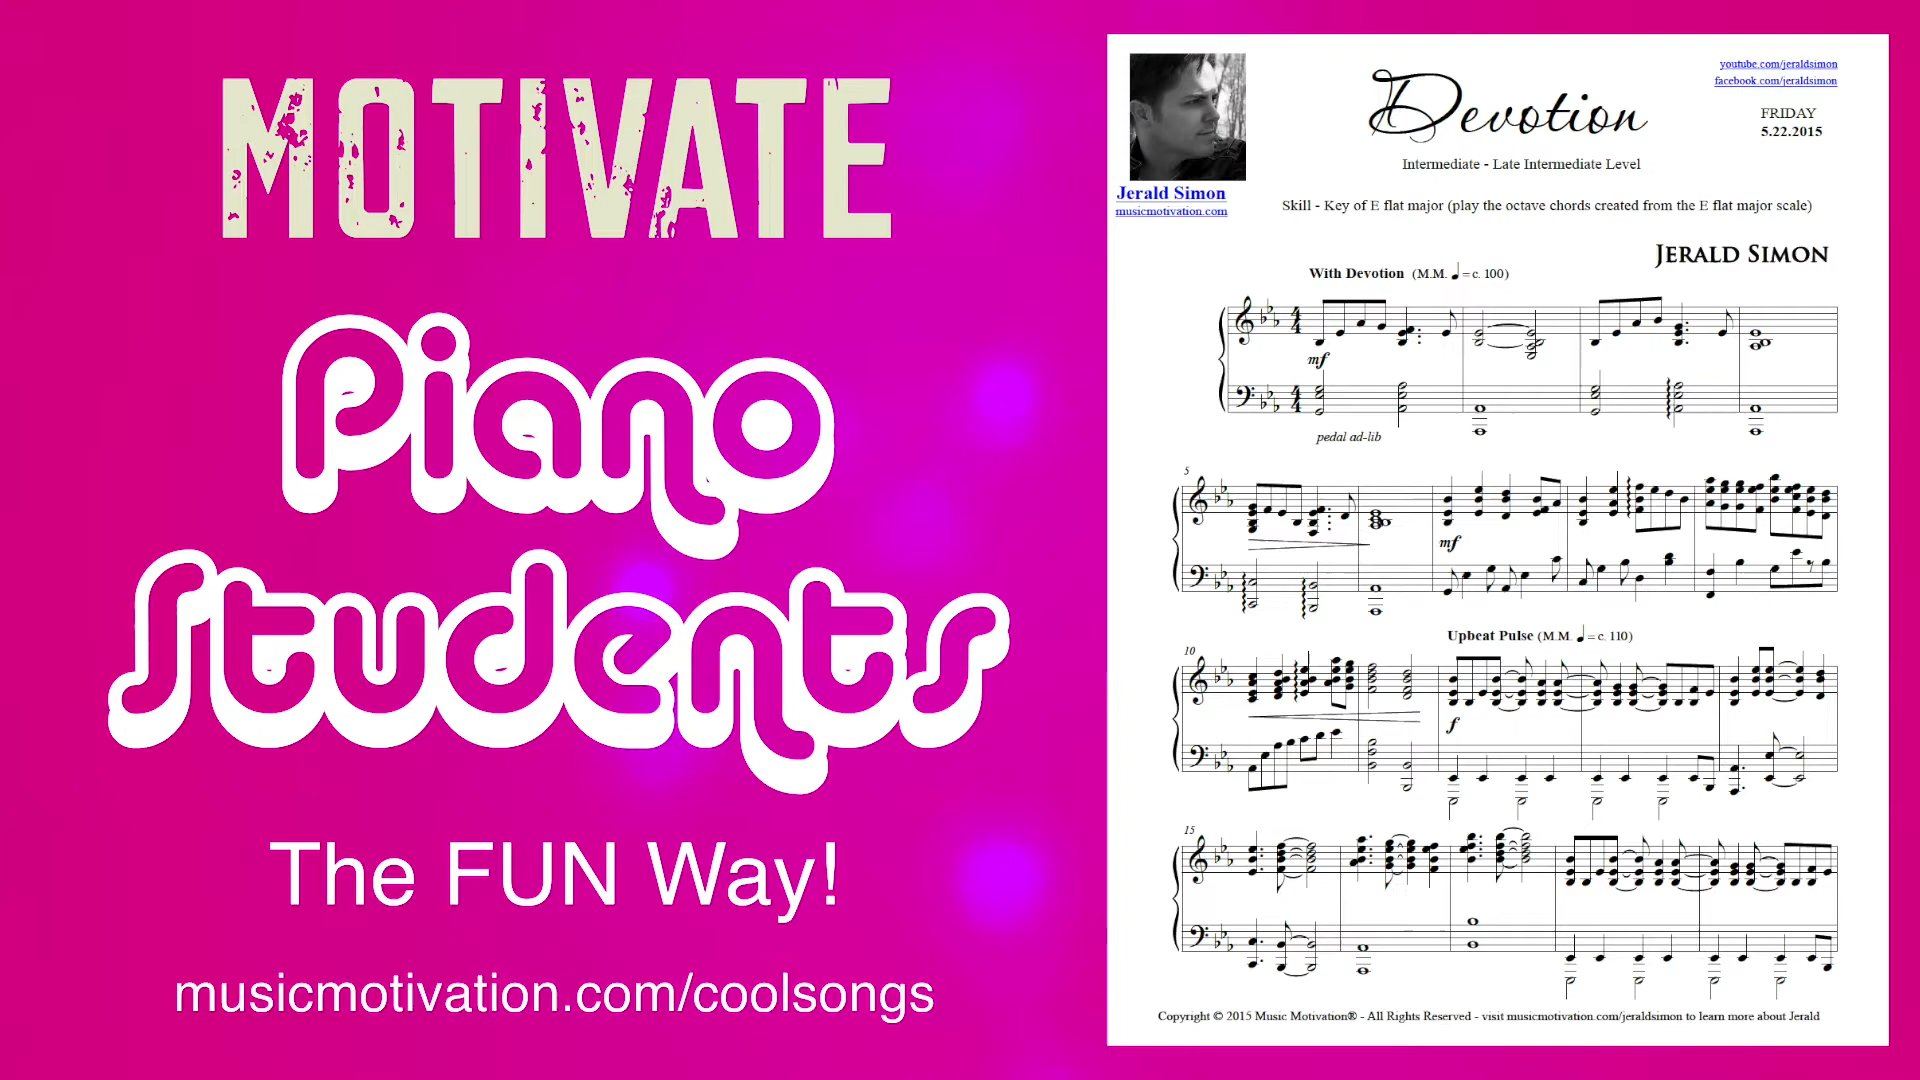 MOTIVATE
Piano
Students
The FUN Way!
musicmotivation.com/coolsongs
Jerald Simon
musicmotivation.com
Devotion
Intermediate - Late Intermediate Level
Skill - Key of E flat major (play the octave chords created from the E flat major scale)
youtube.com/jeraldsimon
facebook.com/jeraldsimon
FRIDAY
5.22.2015
JERALD SIMON
With Devotion (M.M. ♩ = c. 100)
mf
pedal ad-lib
5
mf
Upbeat Pulse (M.M. ♩ = c. 110)
10
f
15
Copyright © 2015 Music Motivation® - All Rights Reserved - visit musicmotivation.com/jeraldsimon to learn more about Jerald